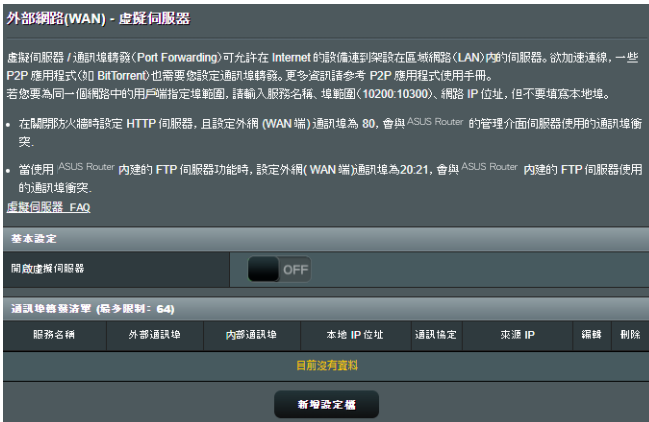 外部網路(WAN) - 虛擬伺服器
虛擬伺服器 / 通訊埠轉發(Port Forwarding)可允許在 Internet 的設備連到架設在區域網路(LAN)內的伺服器。欲加速連線，一些
P2P 應用程式(如 BitTorrent)也需要您設定通訊埠轉發。更多資訊請參考 P2P 應用程式使用手冊。
若您要為同一個網路中的用戶端指定埠範圍，請輸入服務名稱、埠範圍(10200:10300)、網路 IP 位址，但不要填寫本地埠。
• 在關閉防火牆時設定 HTTP 伺服器，且設定外網 (WAN 端) 通訊埠為 80，會與 ASUS Router 的管理介面伺服器使用的通訊埠衝
突.
• 當使用 ASUS Router 內建的 FTP 伺服器功能時，設定外網( WAN 端)通訊埠為20:21，會與 ASUS Router 內建的 FTP 伺服器使用
的通訊埠衝突.
虛擬伺服器 FAQ
基本設定
開啟虛擬伺服器 OFF
通訊埠轉發清單 (最多限制： 64)
服務名稱 外部通訊埠 內部通訊埠 本地 IP 位址 通訊協定 來源 IP 編輯 刪除
目前沒有資料
新增設定檔